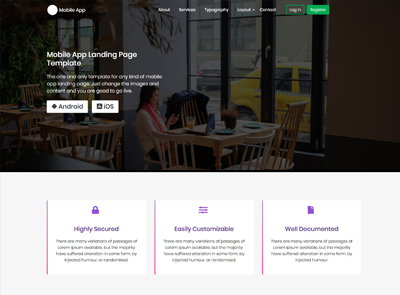 Mobile App
About Services Typography Layout Contact Log In Register
Mobile App Landing Page
Template
The one and only template for any kind of mobile
app landing page. Just change the images and
content and you are good to go live.
Android iOS
Highly Secured Easily Customizable Well Documented
There are many variations of passages of
Lorem Ipsum available, but the majority
have suffered alteration in some form, by
injected humour, or randomised.
There are many variations of passages of
Lorem Ipsum available, but the majority
have suffered alteration in some form, by
injected humour, or randomised.
There are many variations of passages of
Lorem Ipsum available, but the majority
have suffered alteration in some form, by
injected humour